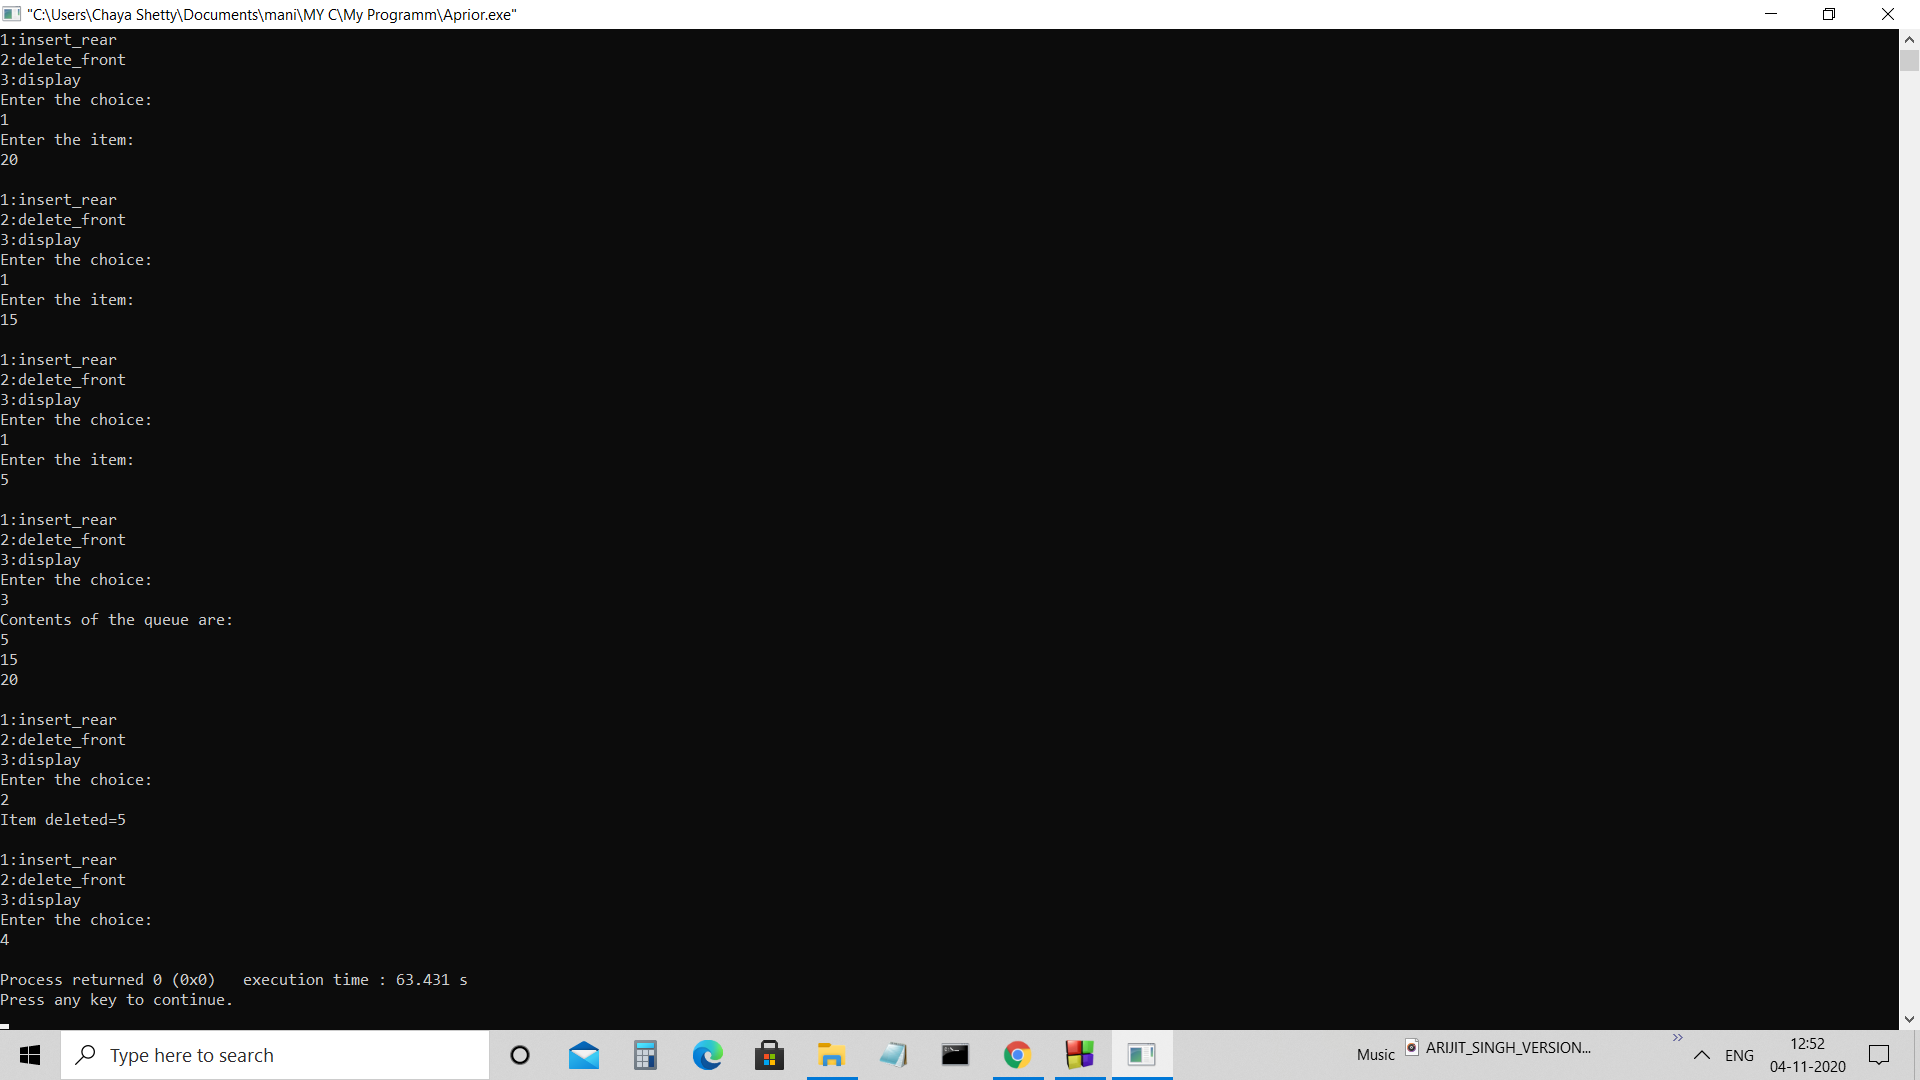 "C:\Users\Chaya Shetty\Documents\mani\MY C\My Programm\Aprior.exe"
1:insert_rear
2:delete_front
3:display
Enter the choice:
1
Enter the item:
20
1:insert_rear
2:delete_front
3:display
Enter the choice:
1
Enter the item:
15
1:insert_rear
2:delete_front
3:display
Enter the choice:
1
Enter the item:
5
1:insert_rear
2:delete_front
3:display
Enter the choice:
3
Contents of the queue are:
5
15
20
1:insert_rear
2:delete_front
3:display
Enter the choice:
2
Item deleted=5
1:insert_rear
2:delete_front
3:display
Enter the choice:
4
Process returned 0 (0x0)   execution time : 63.431 s
Press any key to continue.
Type here to search
Music
ARIJIT_SINGH_VERSION...
ENG
12:52
04-11-2020